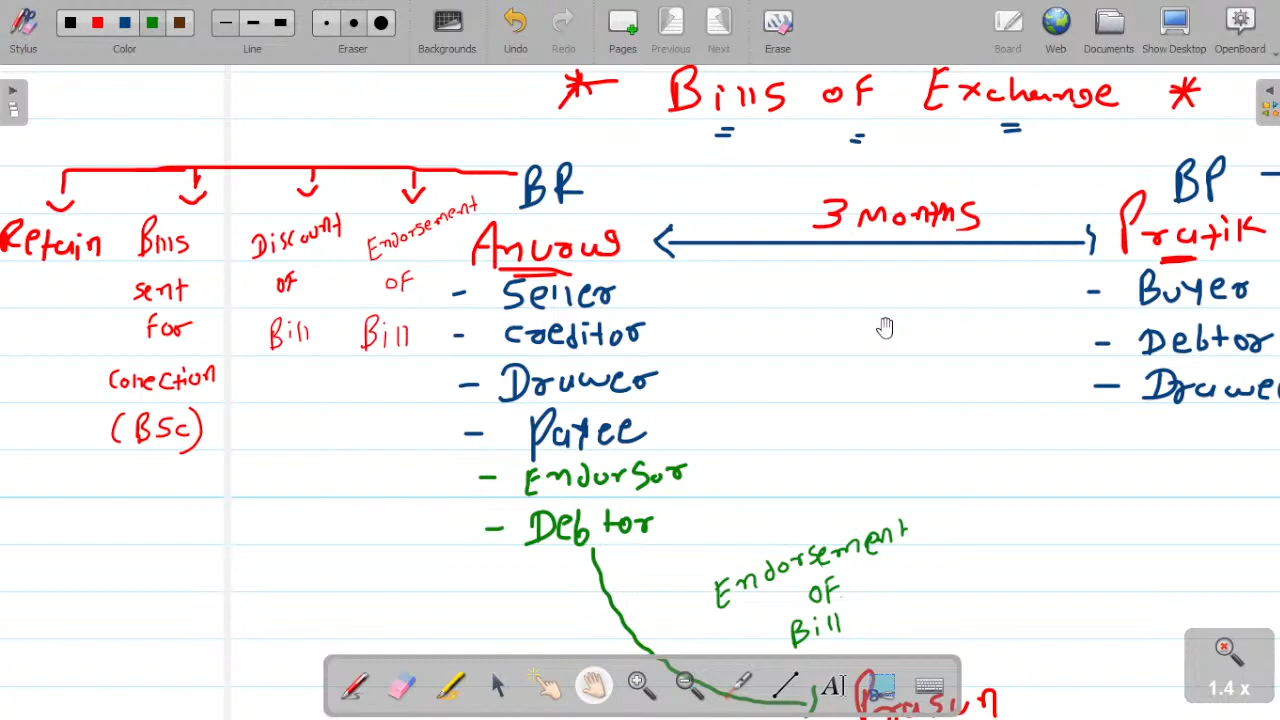 Stylus
Color
Line
Eraser
Backgrounds
Undo
Redo
Pages
Previous
Next
Erase
Board
Web
Documents
Show Desktop
OpenBoard
* Bills of Exchange *
BR
BP
3 months
Retain
Bills
sent
for
Collection
(BSC)
Discount
of
Bill
Endorsement
of
Bill
Anurag
- Seller
- Creditor
- Drawer
- Payee
- Endorsor
- Debtor
Pratik
- Buyer
- Debtor
- Drawe
Endorsement
of
Bill
1.4 x